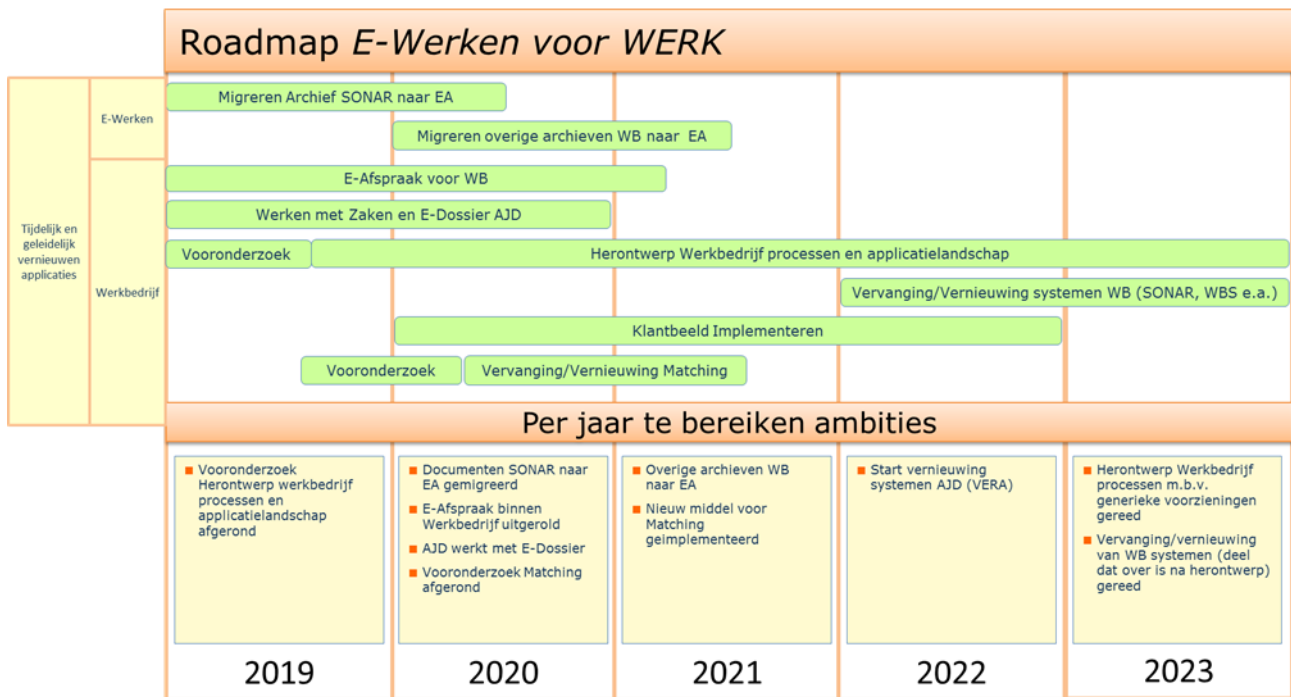 Roadmap E-Werken voor WERK
Tijdelijk en
geleidelijk
vernieuwen
applicaties
E-Werken
Migreren Archief SONAR naar EA
Migreren overige archieven WB naar EA
Werkbedrijf
E-Afspraak voor WB
Werken met Zaken en E-Dossier AJD
Vooronderzoek
Herontwerp Werkbedrijf processen en applicatielandschap
Vervanging/Vernieuwing systemen WB (SONAR, WBS e.a.)
Klantbeeld Implementeren
Vooronderzoek
Vervanging/Vernieuwing Matching
Per jaar te bereiken ambities
Vooronderzoek
Herontwerp werkbedrijf
processen en
applicatielandschap
afgerond
Documenten SONAR naar
EA gemigreerd
E-Afspraak binnen
Werkbedrijf uitgerold
AJD werkt met E-Dossier
Vooronderzoek Matching
afgerond
Overige archieven WB
naar EA
Nieuw middel voor
Matching
geimplementeerd
Start vernieuwing
systemen AJD (VERA)
Herontwerp Werkbedrijf
processen m.b.v.
generieke voorzieningen
gereed
Vervanging/vernieuwing
van WB systemen (deel
dat over is na herontwerp)
gereed
2019
2020
2021
2022
2023